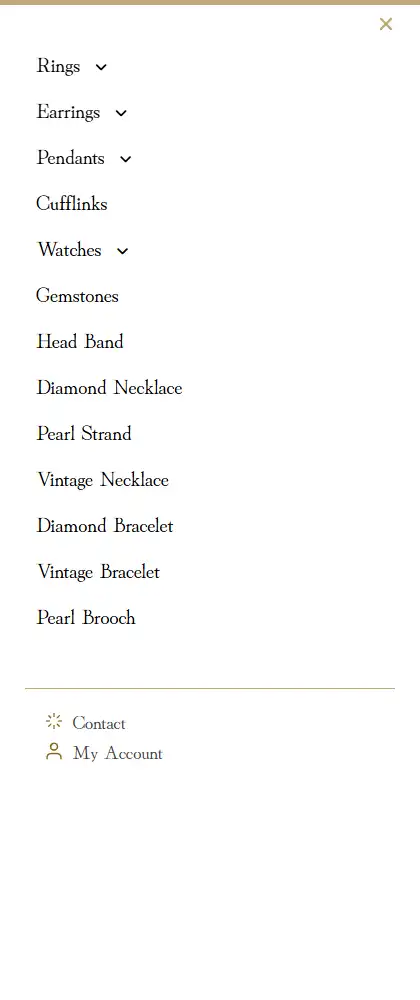 Rings
Earrings
Pendants
Cufflinks
Watches
Gemstones
Head Band
Diamond Necklace
Pearl Strand
Vintage Necklace
Diamond Bracelet
Vintage Bracelet
Pearl Brooch
Contact
My Account